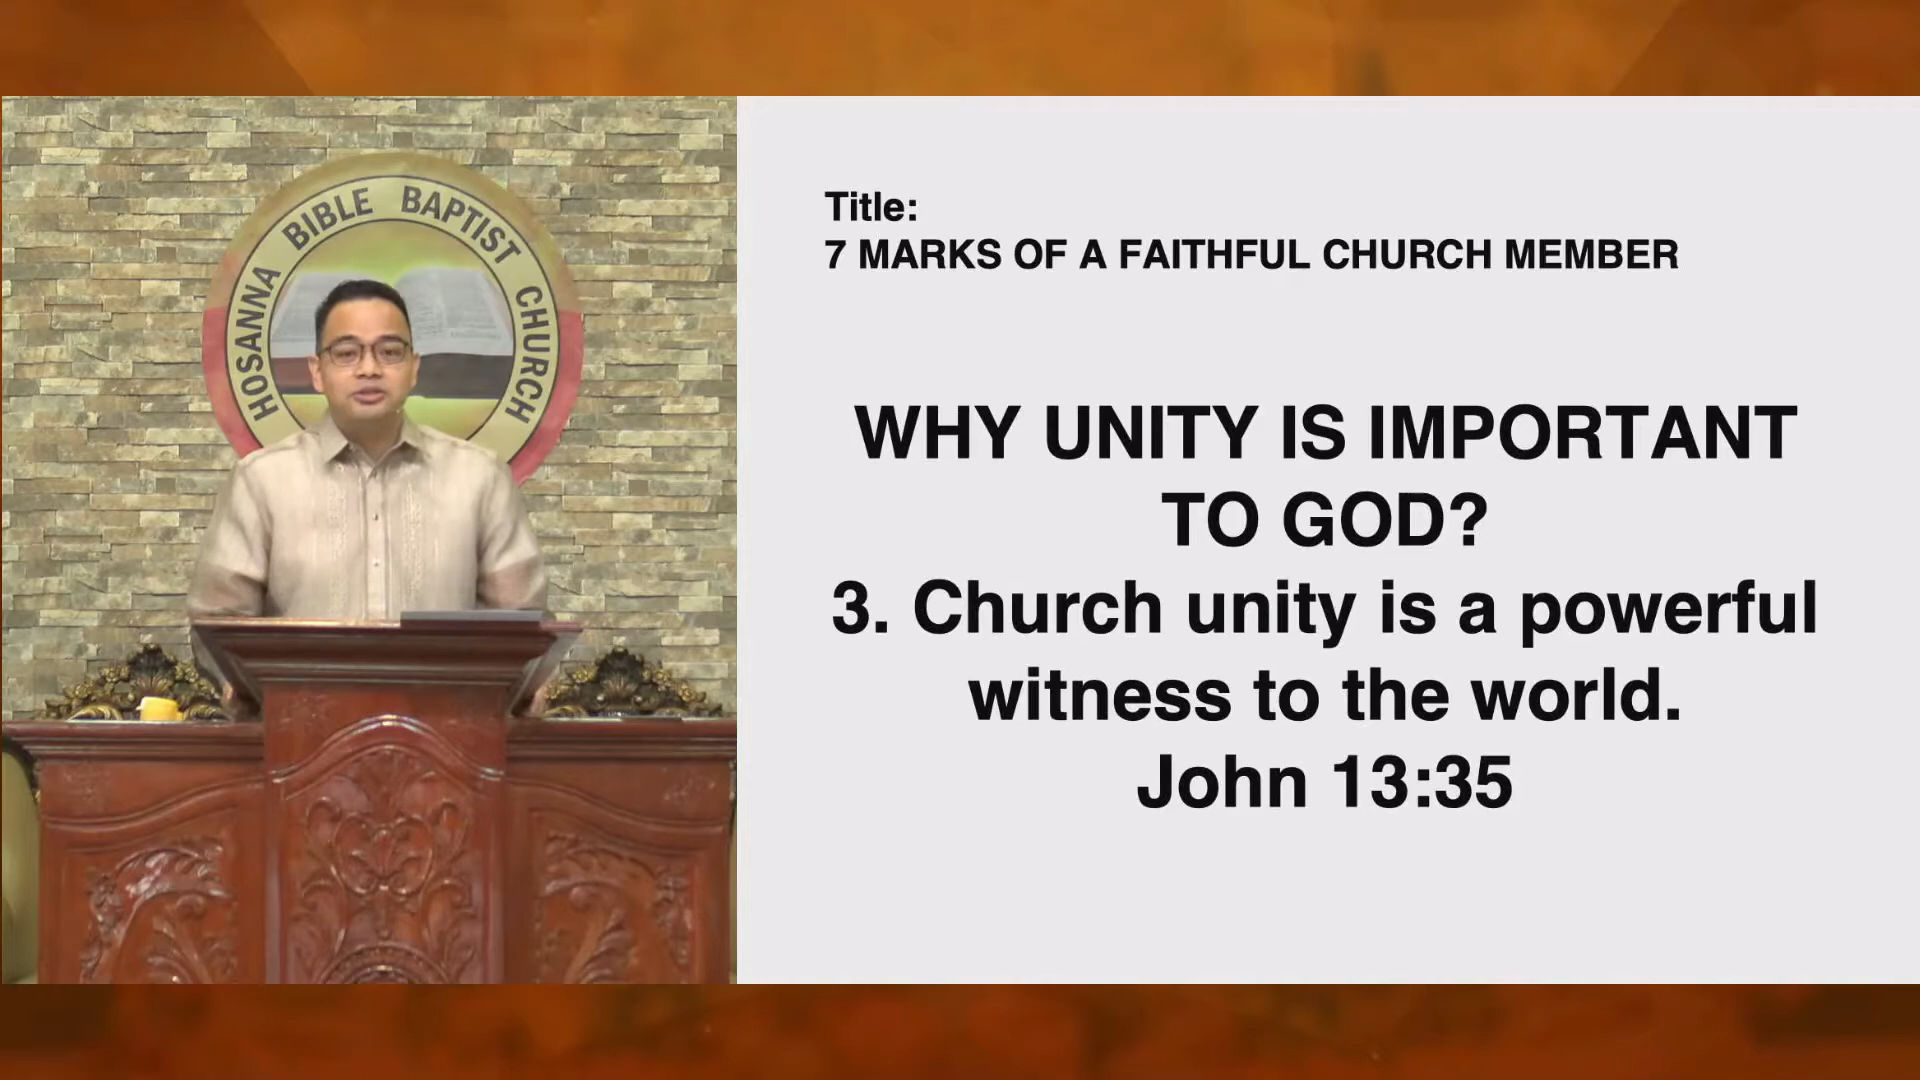 HOSANNA BIBLE BAPTIST CHURCH
Title:
7 MARKS OF A FAITHFUL CHURCH MEMBER
WHY UNITY IS IMPORTANT
TO GOD?
3. Church unity is a powerful
witness to the world.
John 13:35